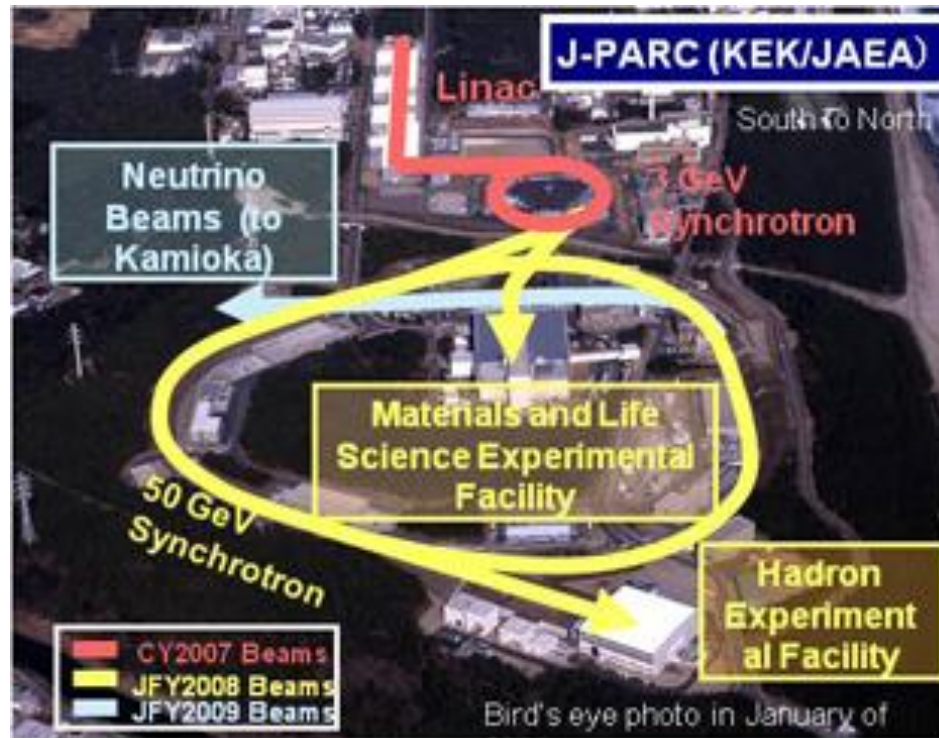 J-PARC (KEK/JAEA)
South to North
Linac
3 GeV
Synchrotron
Neutrino
Beams (to
Kamioka)
Materials and Life
Science Experimental
Facility
50 GeV
Synchrotron
Hadron
Experiment
al Facility
CY2007 Beams
JFY2008 Beams
JFY2009 Beams
Bird's eye photo in January of